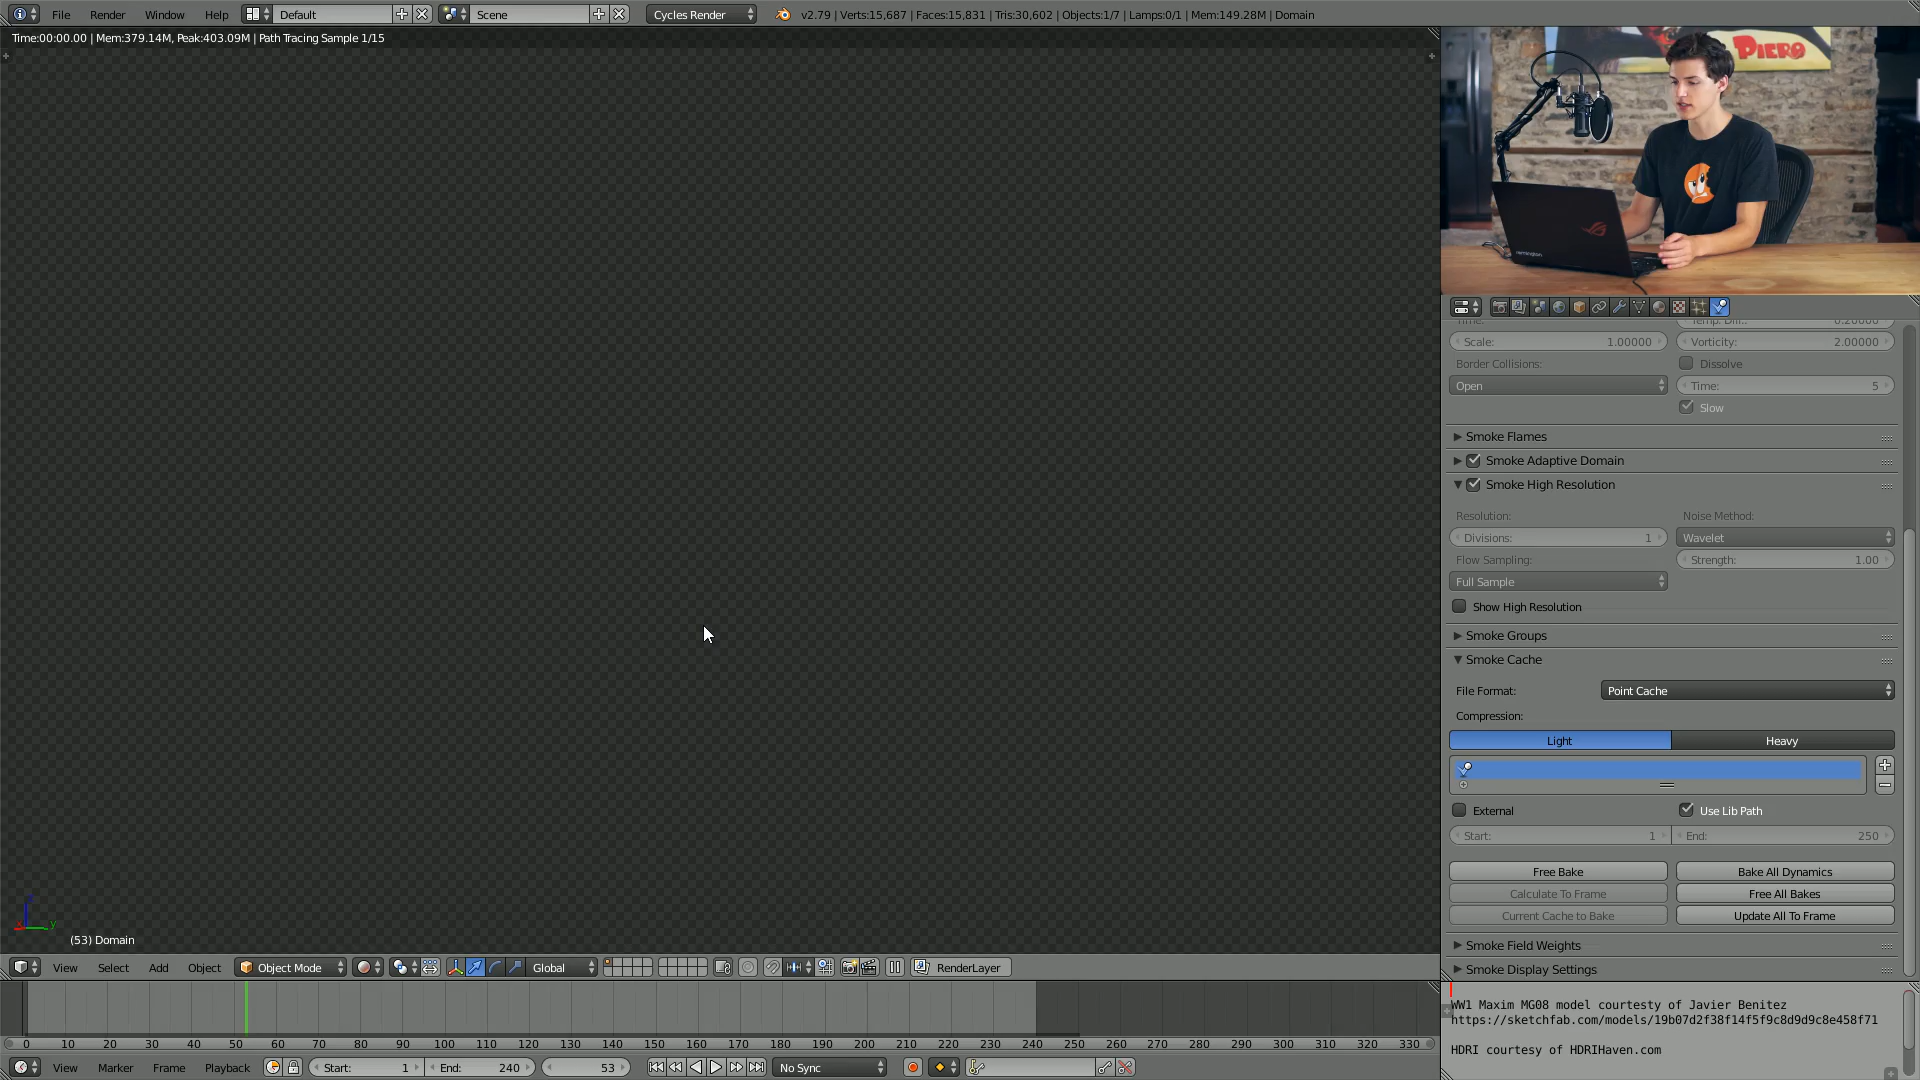 File Render Window Help Default Scene Cycles Render v2.79 | Verts:15,687 | Faces:15,831 | Tris:30,602 | Objects:1/7 | Lamps:0/1 | Mem:149.28M | Domain
Time:00:00.00 | Mem:379.14M, Peak:403.09M | Path Tracing Sample 1/15
PIERO
Scale: 1.00000 Vorticity: 2.00000
Border Collisions: Dissolve
Open Time: 5
Slow
Smoke Flames
Smoke Adaptive Domain
Smoke High Resolution
Resolution: Noise Method:
Divisions: 1 Wavelet
Flow Sampling: Strength: 1.00
Full Sample
Show High Resolution
Smoke Groups
Smoke Cache
File Format: Point Cache
Compression:
Light Heavy
External Use Lib Path
Start: 1 End: 250
Free Bake Bake All Dynamics
Calculate To Frame Free All Bakes
Current Cache to Bake Update All To Frame
(53) Domain
Smoke Field Weights
View Select Add Object Object Mode Global RenderLayer
Smoke Display Settings
WW1 Maxim MG08 model courtesty of Javier Benitez
https://sketchfab.com/models/19b07d2f38f14f5f9c8d9d9c8e458f71
HDRI courtesy of HDRIHaven.com
0 10 20 30 40 50 60 70 80 90 100 110 120 130 140 150 160 170 180 190 200 210 220 230 240 250 260 270 280 290 300 310 320 330
View Marker Frame Playback Start: 1 End: 240 53 No Sync